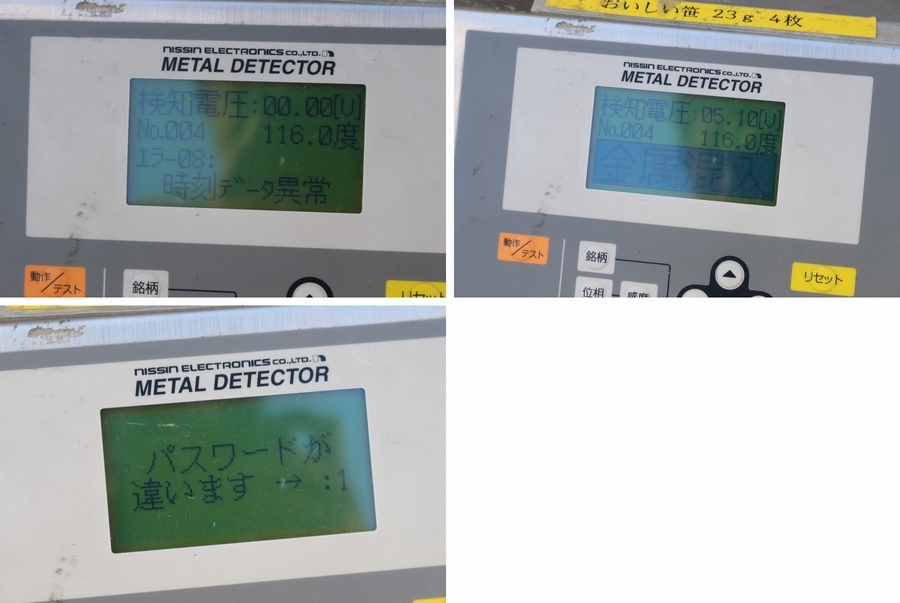 NISSIN ELECTRONICS CO.,LTD.
METAL DETECTOR
検知電圧:00.00[V]
No.004 116.0度
エラー08:
時刻データ異常
動作/テスト
銘柄
リセット
おいしい笹 23g 4枚
NISSIN ELECTRONICS CO.,LTD.
METAL DETECTOR
検知電圧:05.10[V]
No.004 116.0度
金属混入
動作/テスト
銘柄
リセット
位相
感度
NISSIN ELECTRONICS CO.,LTD.
METAL DETECTOR
パスワードが
違います → :1